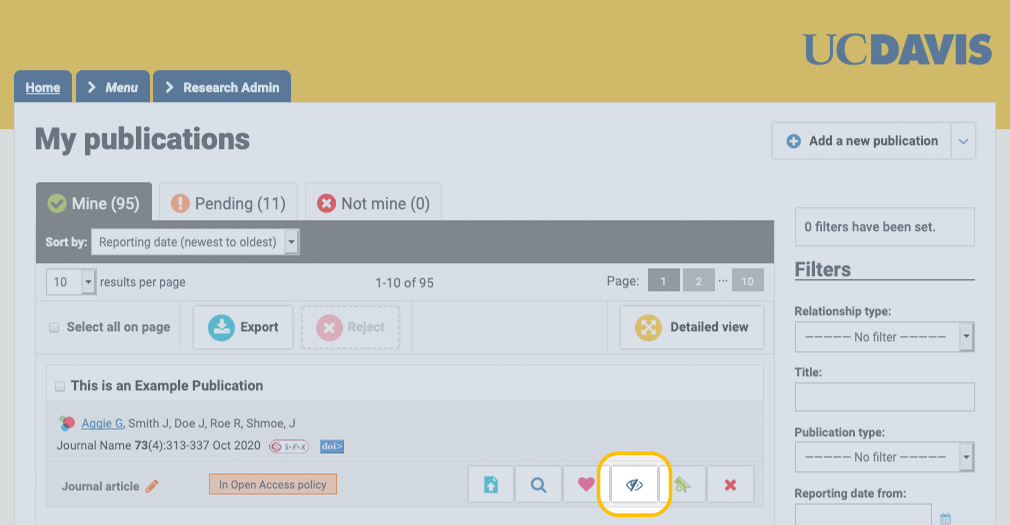 UCDAVIS
Home
Menu
Research Admin
My publications
Add a new publication
Mine (95)
Pending (11)
Not mine (0)
Sort by: Reporting date (newest to oldest)
10 results per page
1-10 of 95
Page: 1 2 ... 10
Select all on page
Export
Reject
Detailed view
This is an Example Publication
Aggie G, Smith J, Doe J, Roe R, Shmoe, J
Journal Name 73(4):313-337 Oct 2020 S·F·X doi>
Journal article
In Open Access policy
0 filters have been set.
Filters
Relationship type:
––––– No filter –––––
Title:
Publication type:
––––– No filter –––––
Reporting date from: